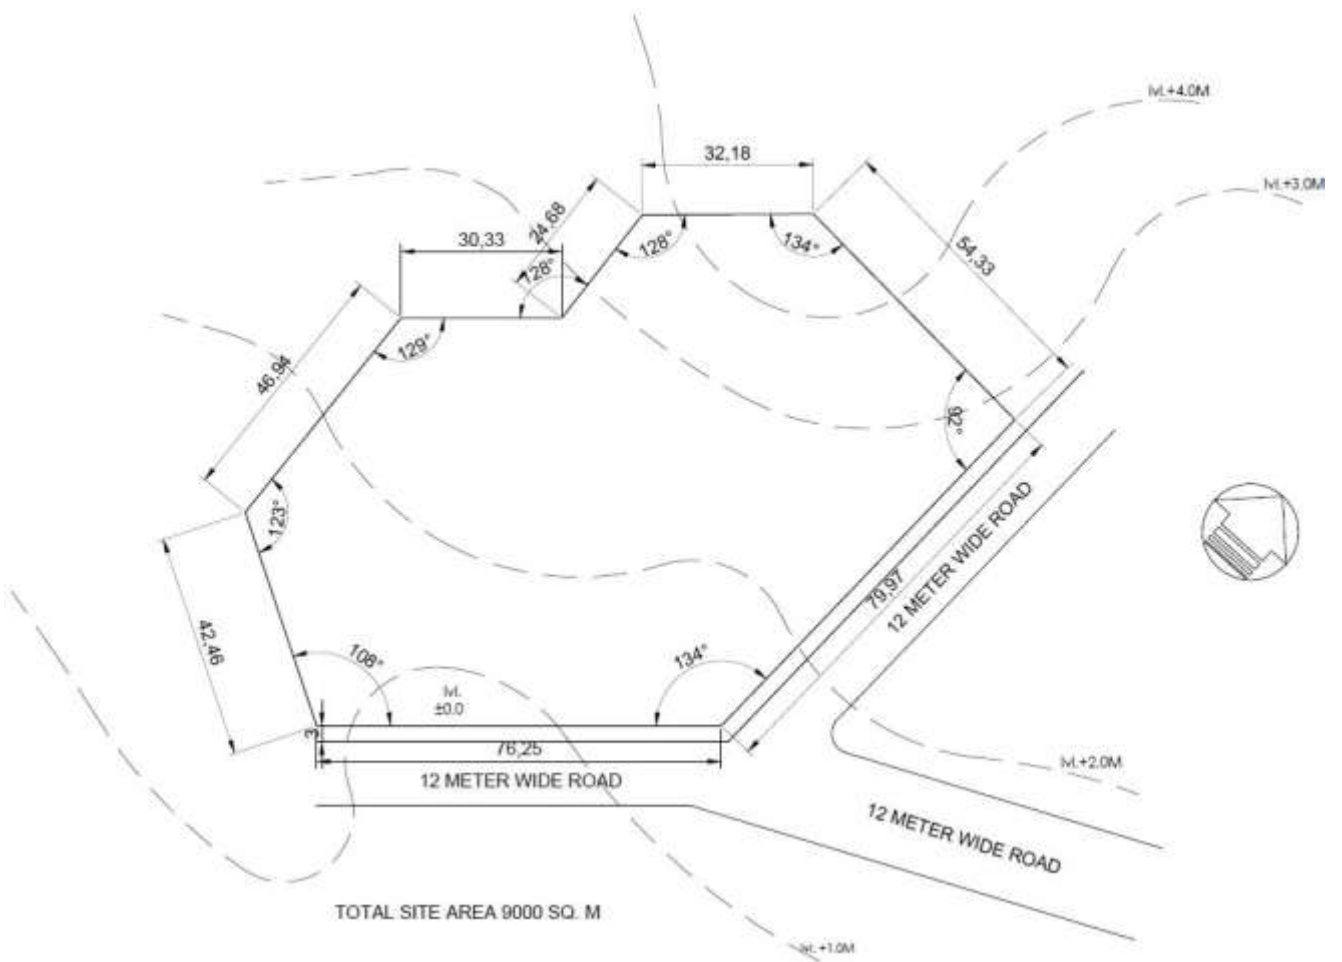 lvl.+4.0M
32,18
lvl.+3.0M
24,68
30,33
128°
134°
54,33
128°
129°
46,94
92°
123°
12 METER WIDE ROAD
79,97
42,46
108°
134°
lvl.
±0.0
3
76,25
12 METER WIDE ROAD
lvl.+2.0M
12 METER WIDE ROAD
TOTAL SITE AREA 9000 SQ. M
lvl. +1.0M